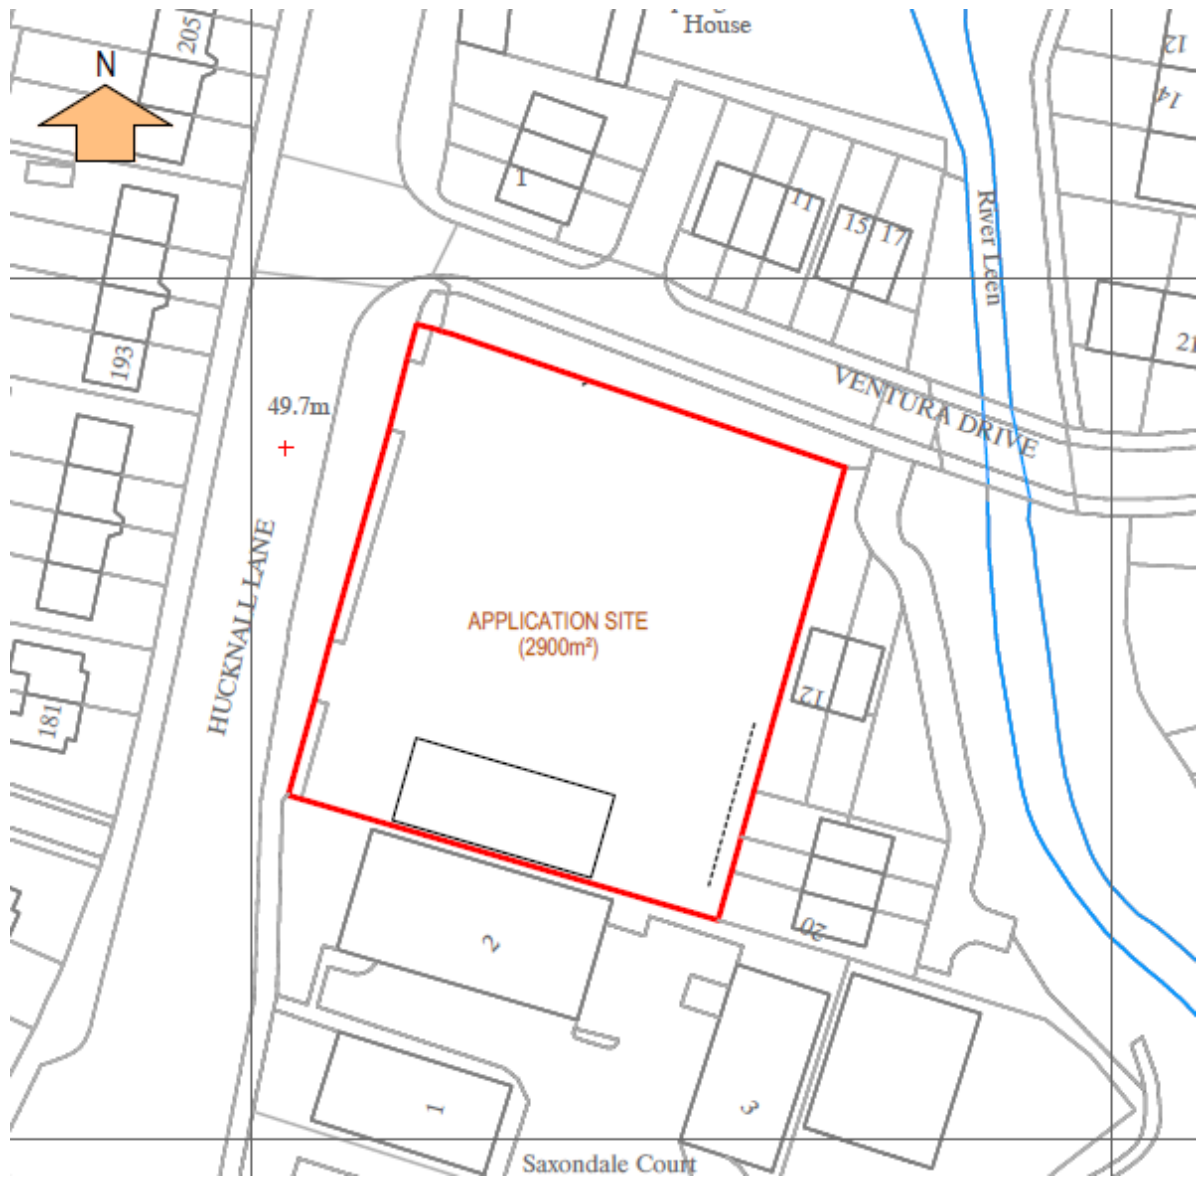 House
205
N
12
14
1
11
15
17
River Leen
193
21
49.7m
VENTURA DRIVE
HUCKNALL LANE
APPLICATION SITE
(2900m²)
12
181
20
2
1
3
Saxondale Court